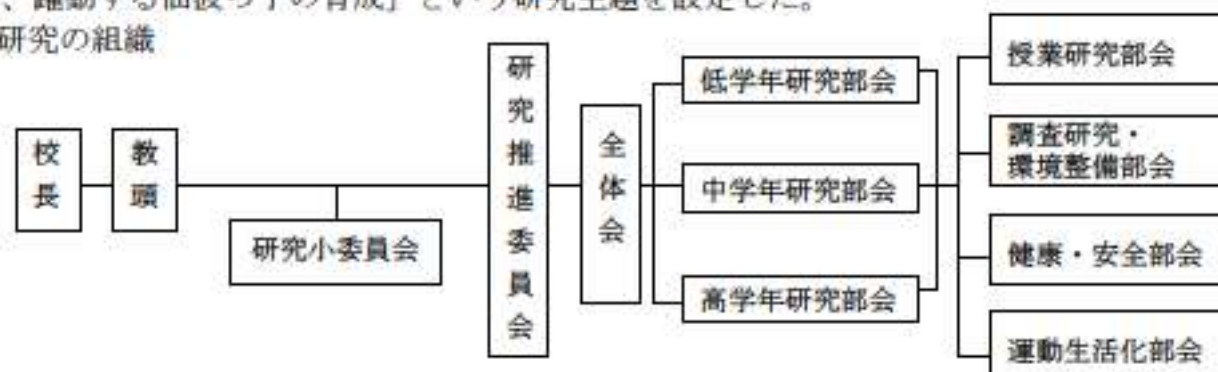 、躍動する仙波っ子の育成」という研究主題を設定した。
研究の組織
校長
教頭
研究小委員会
研究推進委員会
全体会
低学年研究部会
中学年研究部会
高学年研究部会
授業研究部会
調査研究・
環境整備部会
健康・安全部会
運動生活化部会